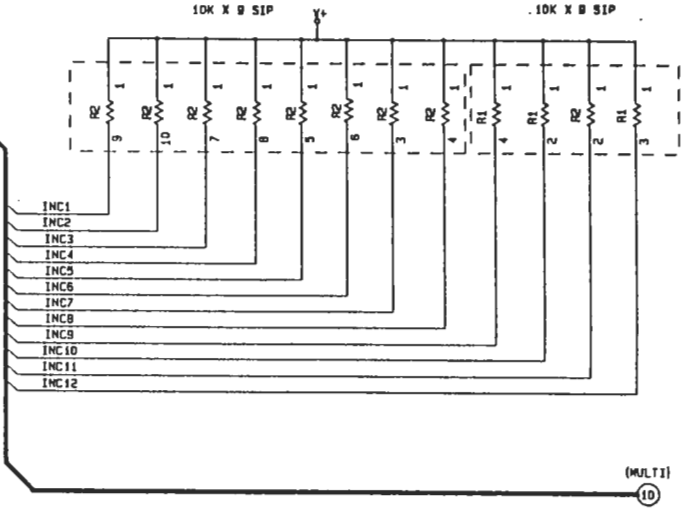 10K X 9 SIP
V+
10K X 9 SIP
1 1 1 1 1 1 1 1 1 1 1 1
R2 R2 R2 R2 R2 R2 R2 R2 R1 R1 R2 R1
9 10 7 8 5 6 3 4 4 2 2 3
INC1
INC2
INC3
INC4
INC5
INC6
INC7
INC8
INC9
INC10
INC11
INC12
(MULTI)
10